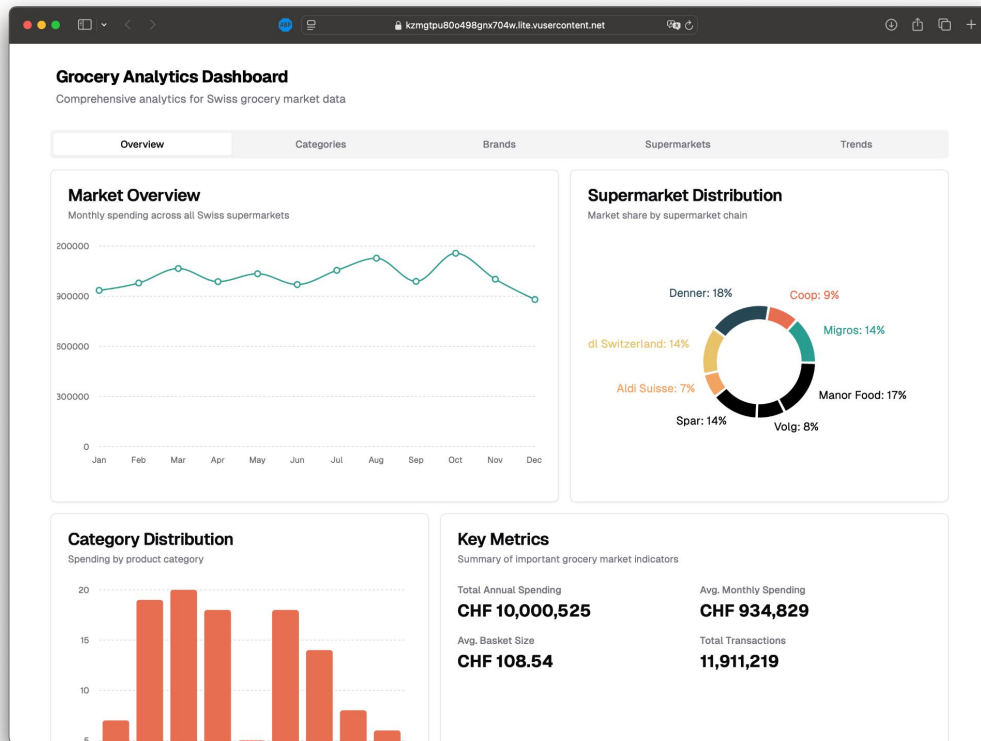 ABP
kzmgtpu80o498gnx704w.lite.vusercontent.net
Grocery Analytics Dashboard
Comprehensive analytics for Swiss grocery market data
Overview
Categories
Brands
Supermarkets
Trends
Market Overview
Monthly spending across all Swiss supermarkets
200000
900000
600000
300000
0
Jan Feb Mar Apr May Jun Jul Aug Sep Oct Nov Dec
Supermarket Distribution
Market share by supermarket chain
Denner: 18%
Coop: 9%
Migros: 14%
dl Switzerland: 14%
Aldi Suisse: 7%
Manor Food: 17%
Spar: 14%
Volg: 8%
Category Distribution
Spending by product category
20
15
10
5
Key Metrics
Summary of important grocery market indicators
Total Annual Spending
CHF 10,000,525
Avg. Monthly Spending
CHF 934,829
Avg. Basket Size
CHF 108.54
Total Transactions
11,911,219